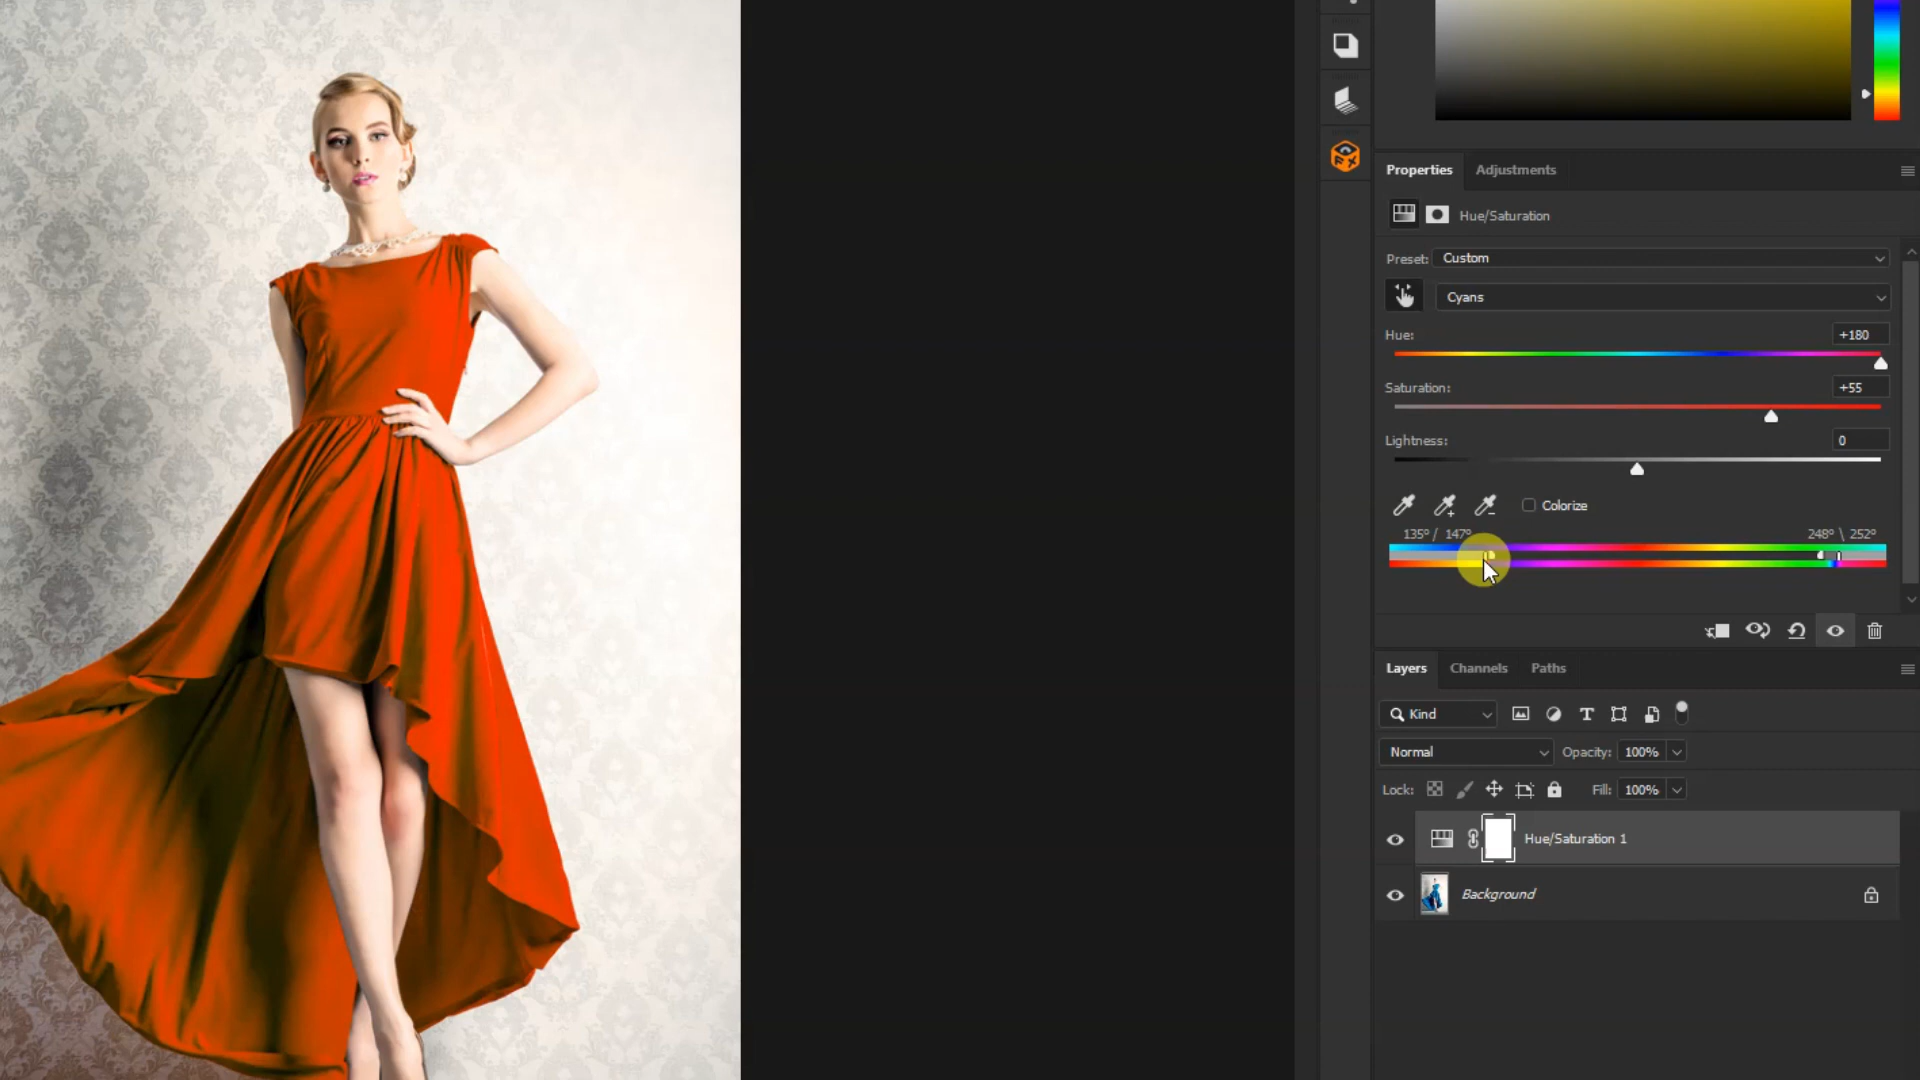 Properties Adjustments
Hue/Saturation
Preset: Custom
Cyans
Hue: +180
Saturation: +55
Lightness: 0
Colorize
135° / 147° 248° \ 252°
Layers Channels Paths
Kind T
Normal Opacity: 100%
Lock: Fill: 100%
Hue/Saturation 1
Background